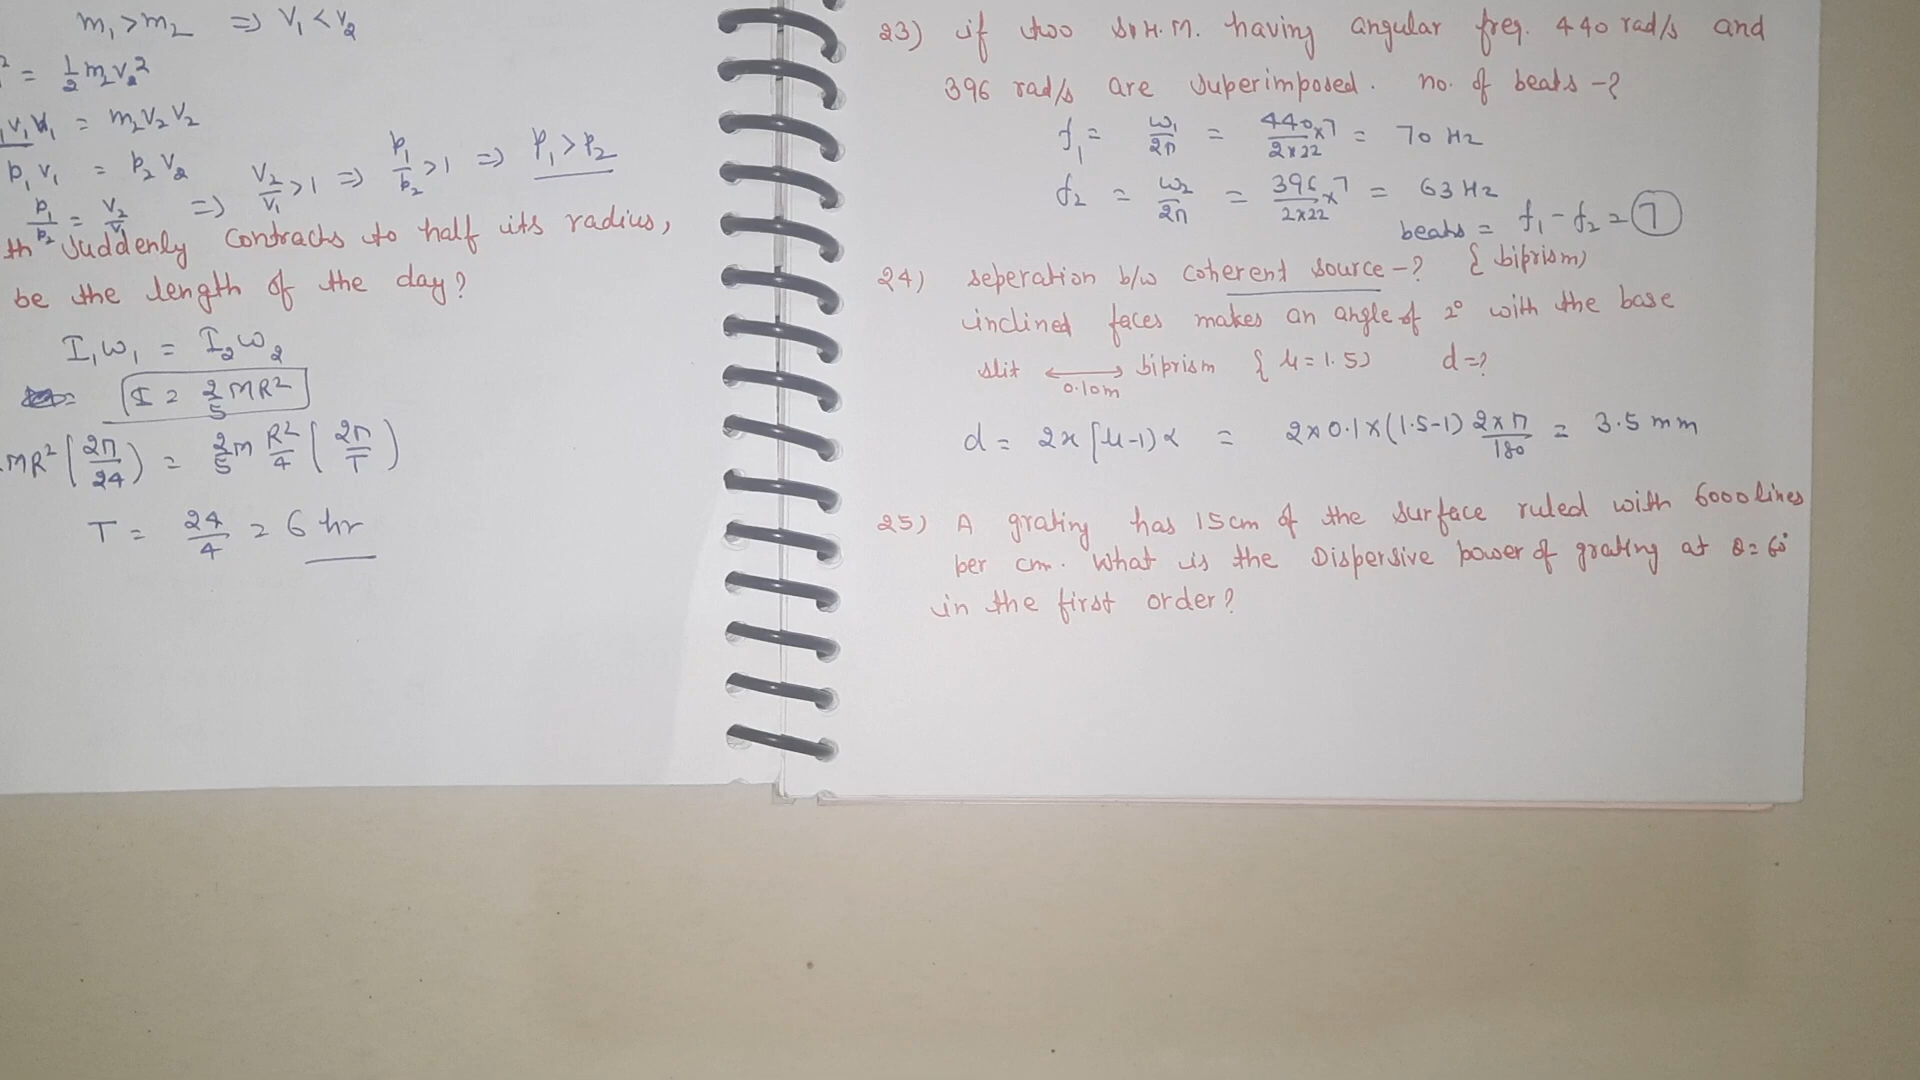 m₁ > m₂ ⇒ v₁ < v₂
² = ½ m₂v₂²
₁v₁v₁ = m₂v₂v₂
p₁v₁ = p₂v₂
p₁/p₂ = v₂/v₁ ⇒ v₂/v₁ > 1 ⇒ p₁/p₂ > 1 ⇒ p₁ > p₂
th suddenly contracts to half its radius,
be the length of the day?
I₁ω₁ = I₂ω₂
I = 2/5 MR²
MR² (2π/24) = 2/5 m R²/4 (2π/T)
T = 24/4 = 6 hr
23) if two S.H.M. having angular freq. 440 rad/s and
396 rad/s are superimposed. no. of beats -?
f₁ = ω₁/2π = 440/2×22 × 7 = 70 Hz
f₂ = ω₂/2π = 396/2×22 × 7 = 63 Hz
beats = f₁ - f₂ = 7
24) seperation b/w coherent source -? { biprism)
inclined faces makes an angle of 2° with the base
slit ⟷ biprism { μ = 1.5) d = ?
0.10m
d = 2x [μ-1) α = 2×0.1×(1.5-1) 2×π/180 = 3.5 mm
25) A grating has 15cm of the surface ruled with 6000 lines
per cm. What is the Dispersive power of grating at θ = 60°
in the first order?